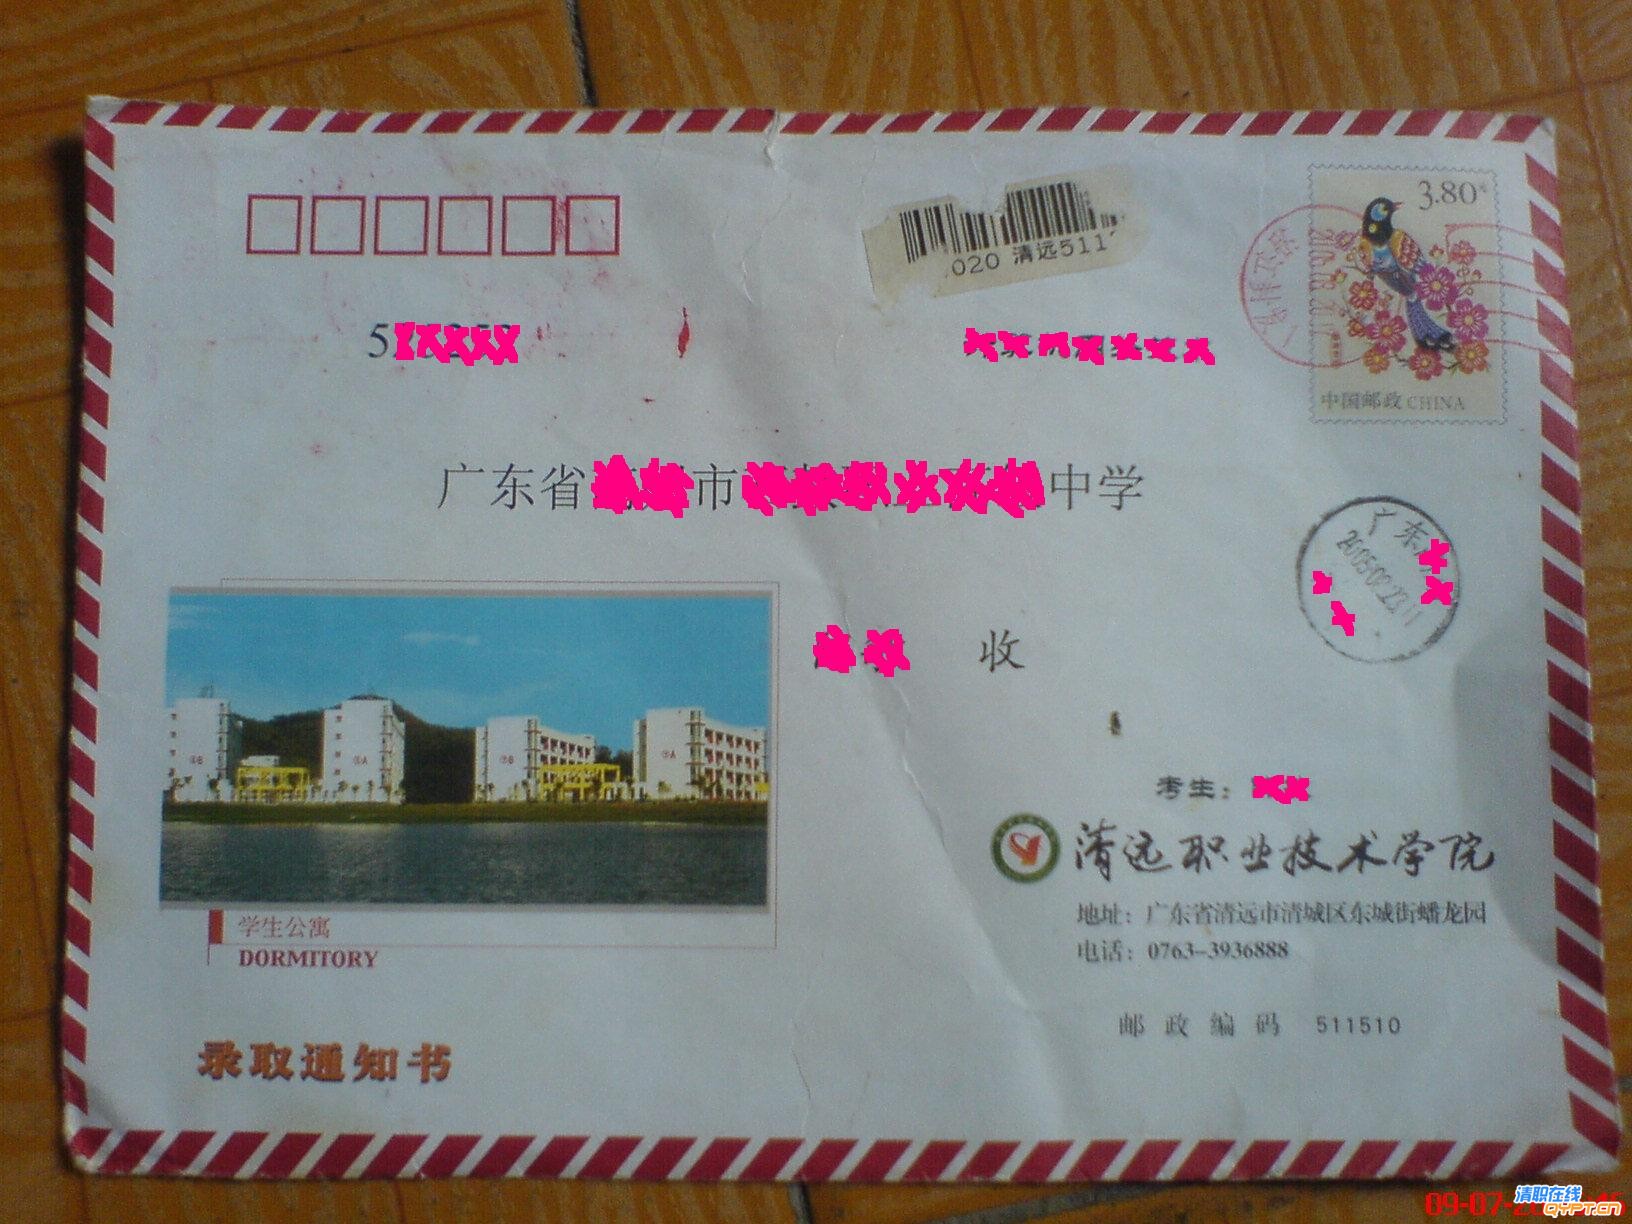 3.80
020 清远511
中国邮政 CHINA
广东省 市 中学
广东
收
考生：
清远职业技术学院
地址：广东省清远市清城区东城街蟠龙园
电话：0763-3936888
邮政编码 511510
学生公寓
DORMITORY
录取通知书
清职在线
QYPT.CN